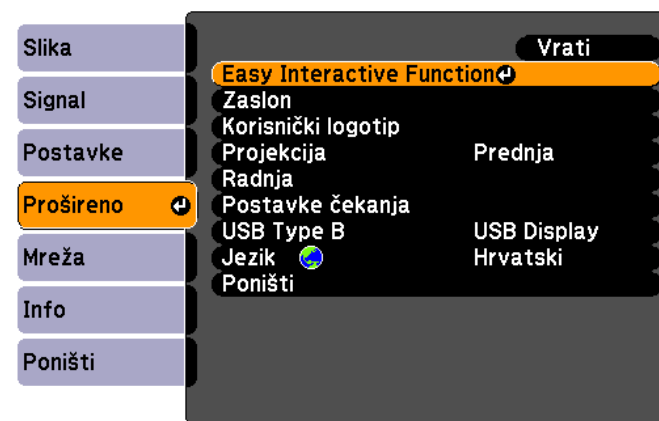 Slika
Signal
Postavke
Prošireno
Mreža
Info
Poništi
Vrati
Easy Interactive Function
Zaslon
Korisnički logotip
Projekcija Prednja
Radnja
Postavke čekanja
USB Type B USB Display
Jezik Hrvatski
Poništi